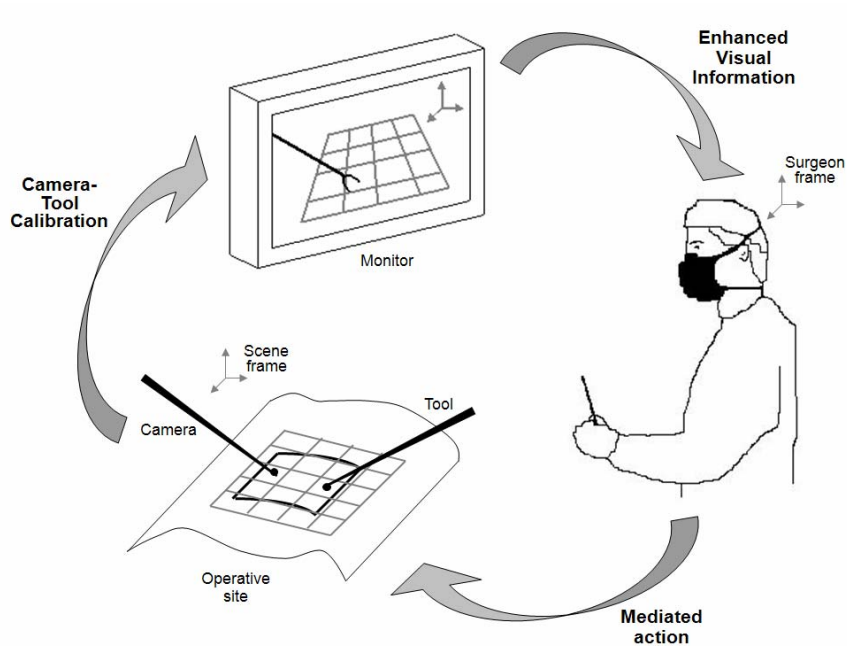 Enhanced
Visual
Information
Surgeon
frame
Camera-
Tool
Calibration
Monitor
Scene
frame
Tool
Camera
Operative
site
Mediated
action